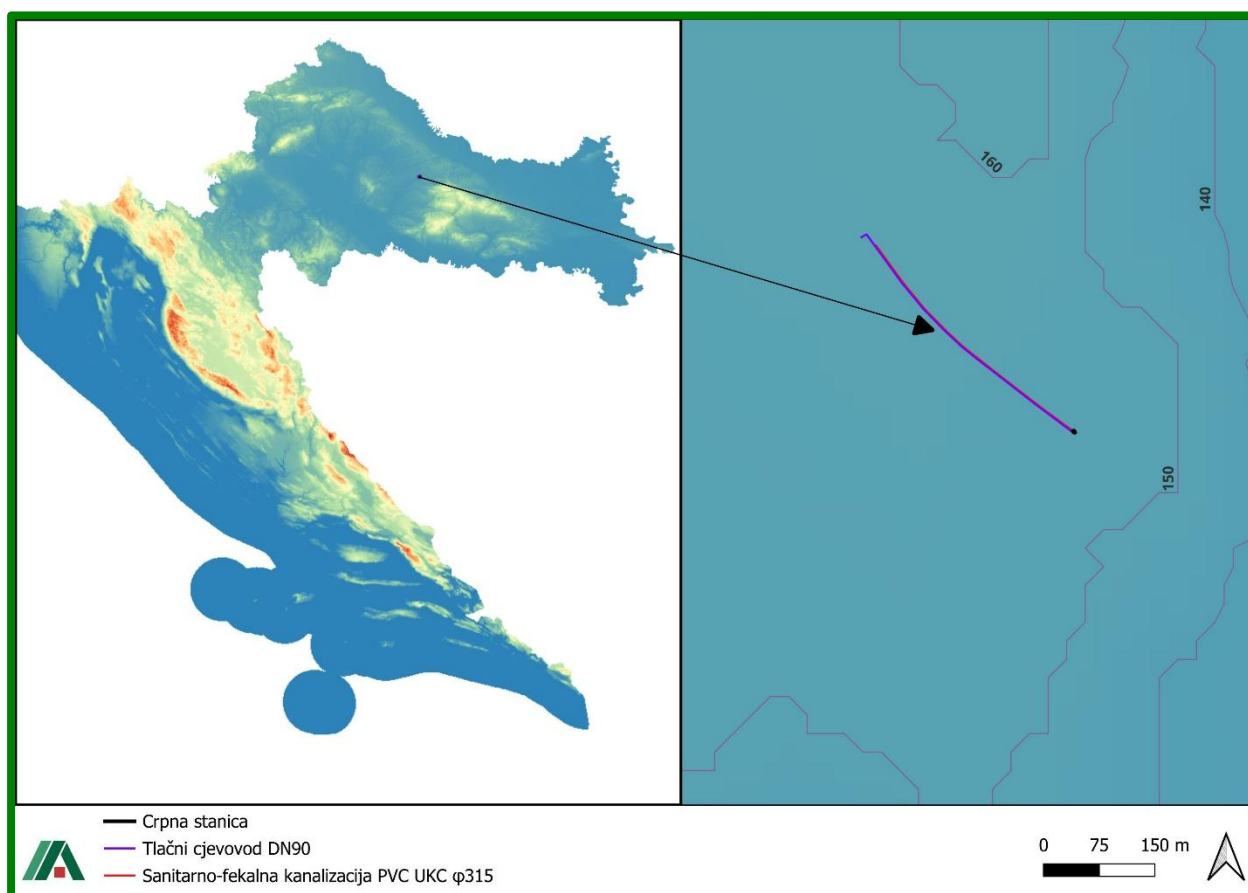 160
140
150
Crpna stanica
Tlačni cjevovod DN90
Sanitarno-fekalna kanalizacija PVC UKC φ315
0 75 150 m